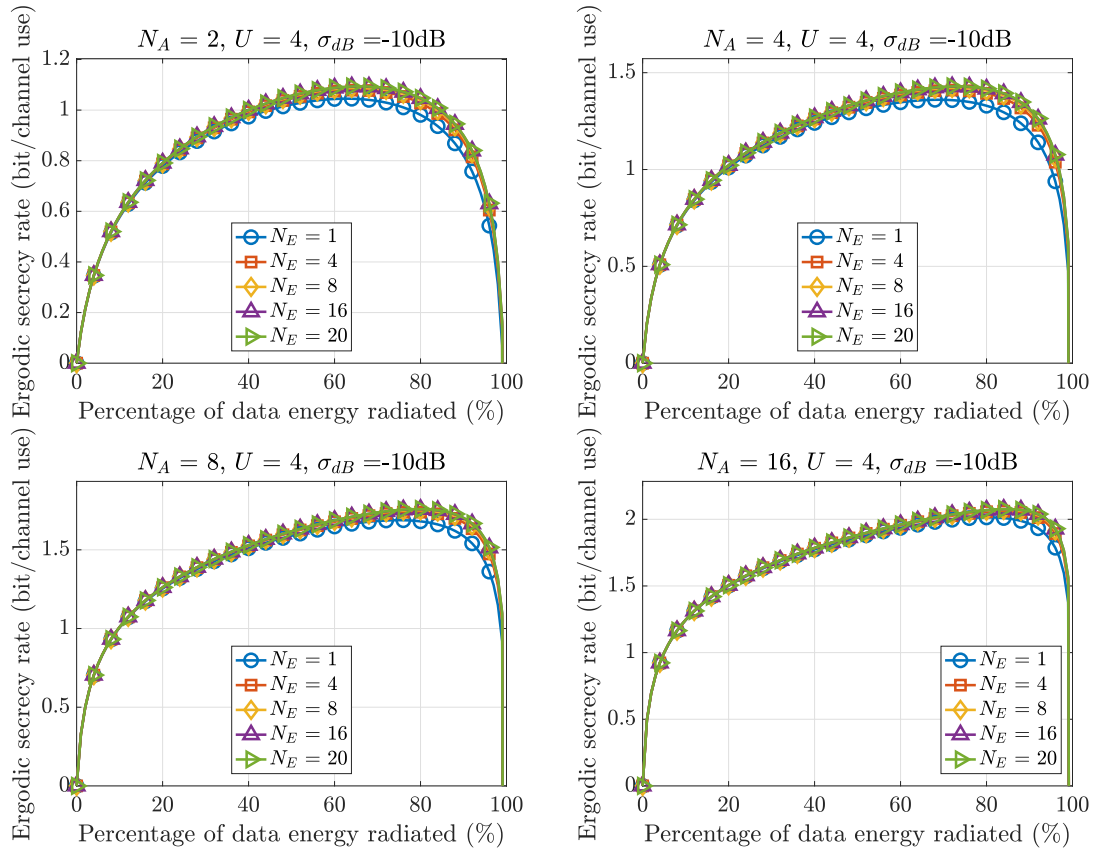 N_A = 2, U = 4, σ_dB =-10dB
Ergodic secrecy rate (bit/channel use)
1.2
1
0.8
0.6
0.4
0.2
0
N_E = 1
N_E = 4
N_E = 8
N_E = 16
N_E = 20
0 20 40 60 80 100
Percentage of data energy radiated (%)
N_A = 4, U = 4, σ_dB =-10dB
Ergodic secrecy rate (bit/channel use)
1.5
1
0.5
0
N_E = 1
N_E = 4
N_E = 8
N_E = 16
N_E = 20
0 20 40 60 80 100
Percentage of data energy radiated (%)
N_A = 8, U = 4, σ_dB =-10dB
Ergodic secrecy rate (bit/channel use)
1.5
1
0.5
0
N_E = 1
N_E = 4
N_E = 8
N_E = 16
N_E = 20
0 20 40 60 80 100
Percentage of data energy radiated (%)
N_A = 16, U = 4, σ_dB =-10dB
Ergodic secrecy rate (bit/channel use)
2
1.5
1
0.5
0
N_E = 1
N_E = 4
N_E = 8
N_E = 16
N_E = 20
0 20 40 60 80 100
Percentage of data energy radiated (%)